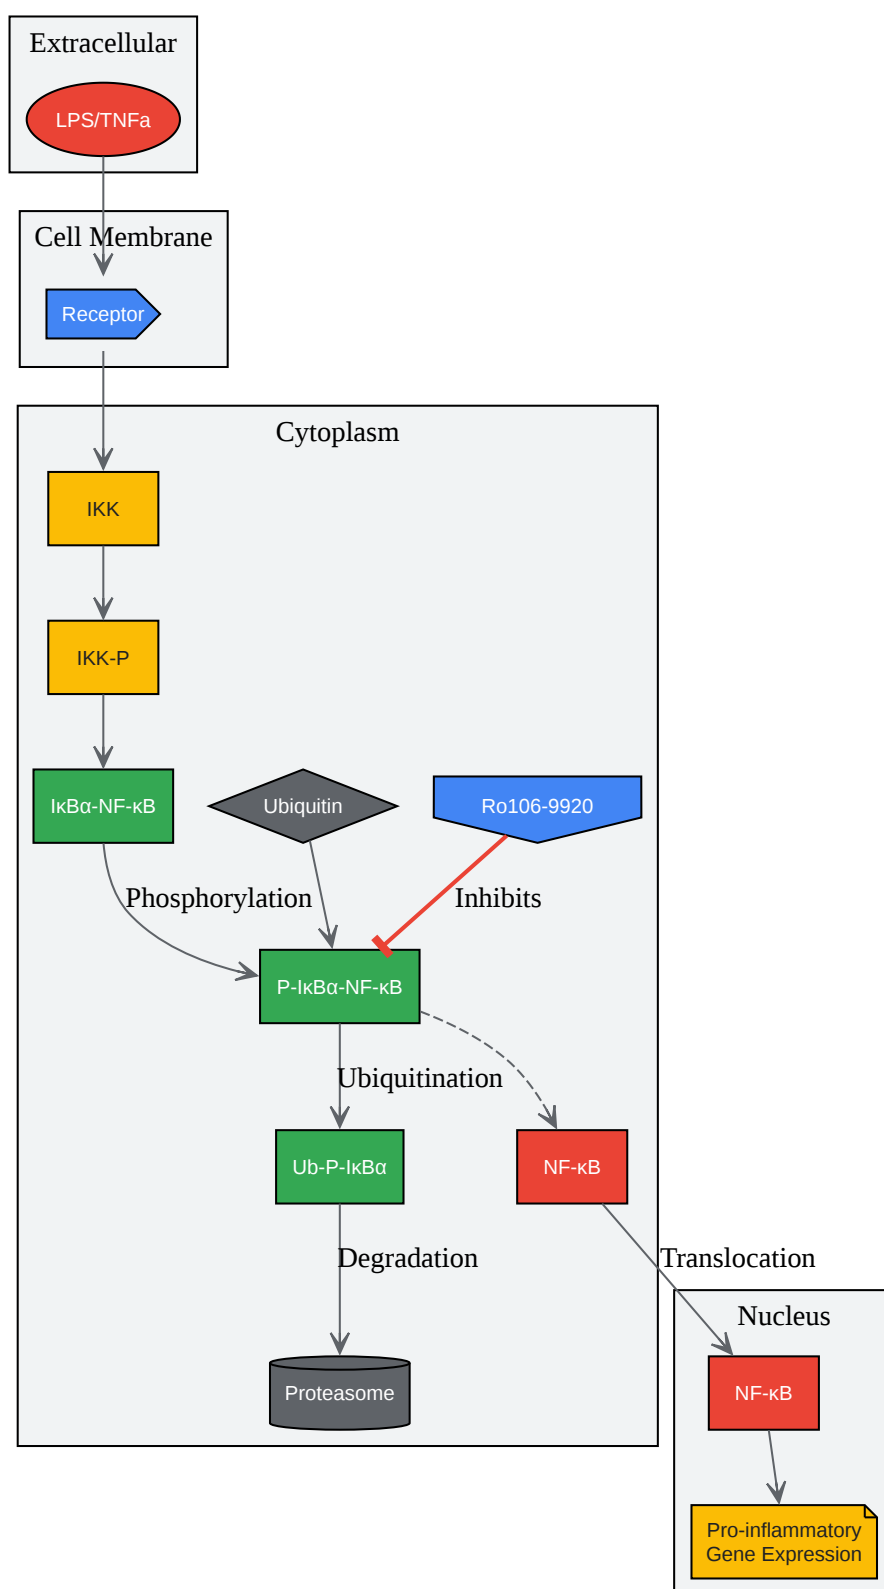 Extracellular
LPS/TNFa
Cell Membrane
Receptor
Cytoplasm
IKK
IKK-P
IκBα-NF-κB
Ubiquitin
Ro106-9920
Phosphorylation
Inhibits
P-IκBα-NF-κB
Ubiquitination
Ub-P-IκBα
NF-κB
Degradation
Translocation
Nucleus
Proteasome
NF-κB
Pro-inflammatory
Gene Expression